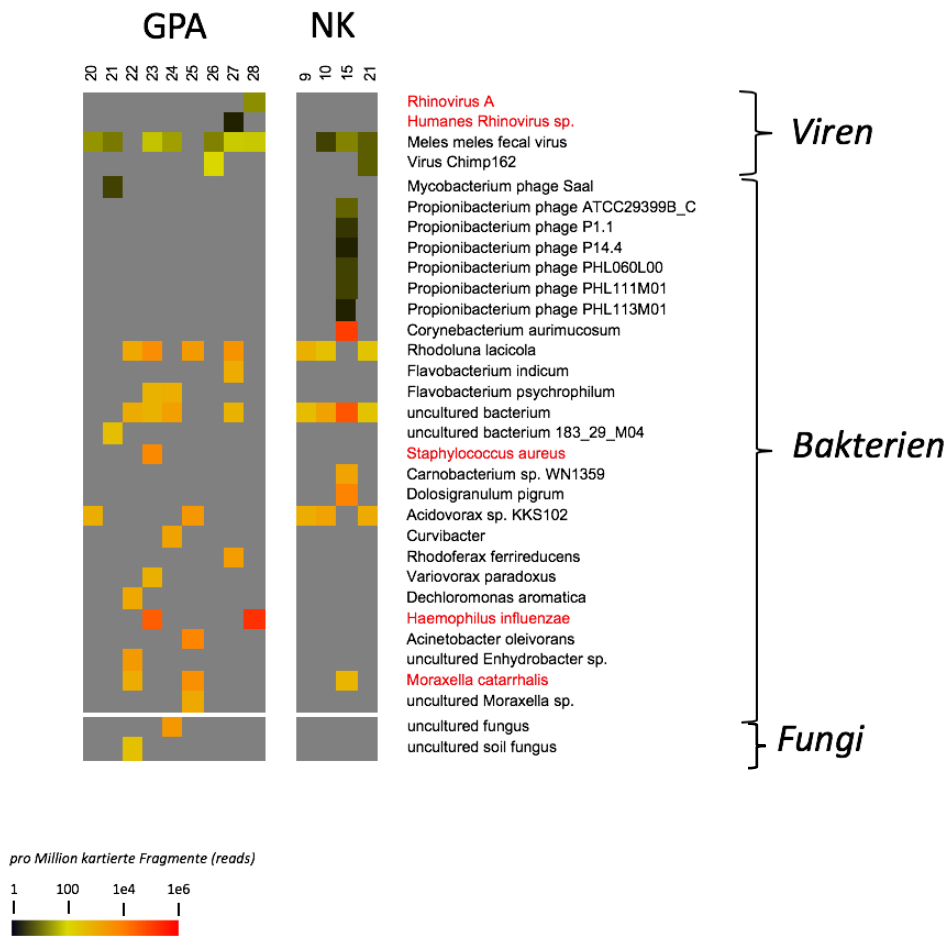 GPA NK
20 21 22 23 24 25 26 27 28 9 10 15 21
Rhinovirus A
Humanes Rhinovirus sp.
Meles meles fecal virus
Virus Chimp162
Viren
Mycobacterium phage Saal
Propionibacterium phage ATCC29399B_C
Propionibacterium phage P1.1
Propionibacterium phage P14.4
Propionibacterium phage PHL060L00
Propionibacterium phage PHL111M01
Propionibacterium phage PHL113M01
Corynebacterium aurimucosum
Rhodoluna lacicola
Flavobacterium indicum
Flavobacterium psychrophilum
uncultured bacterium
uncultured bacterium 183_29_M04
Staphylococcus aureus
Carnobacterium sp. WN1359
Dolosigranulum pigrum
Acidovorax sp. KKS102
Curvibacter
Rhodoferax ferrireducens
Variovorax paradoxus
Dechloromonas aromatica
Haemophilus influenzae
Acinetobacter oleivorans
uncultured Enhydrobacter sp.
Moraxella catarrhalis
uncultured Moraxella sp.
Bakterien
uncultured fungus
uncultured soil fungus
Fungi
pro Million kartierte Fragmente (reads)
1 100 1e4 1e6